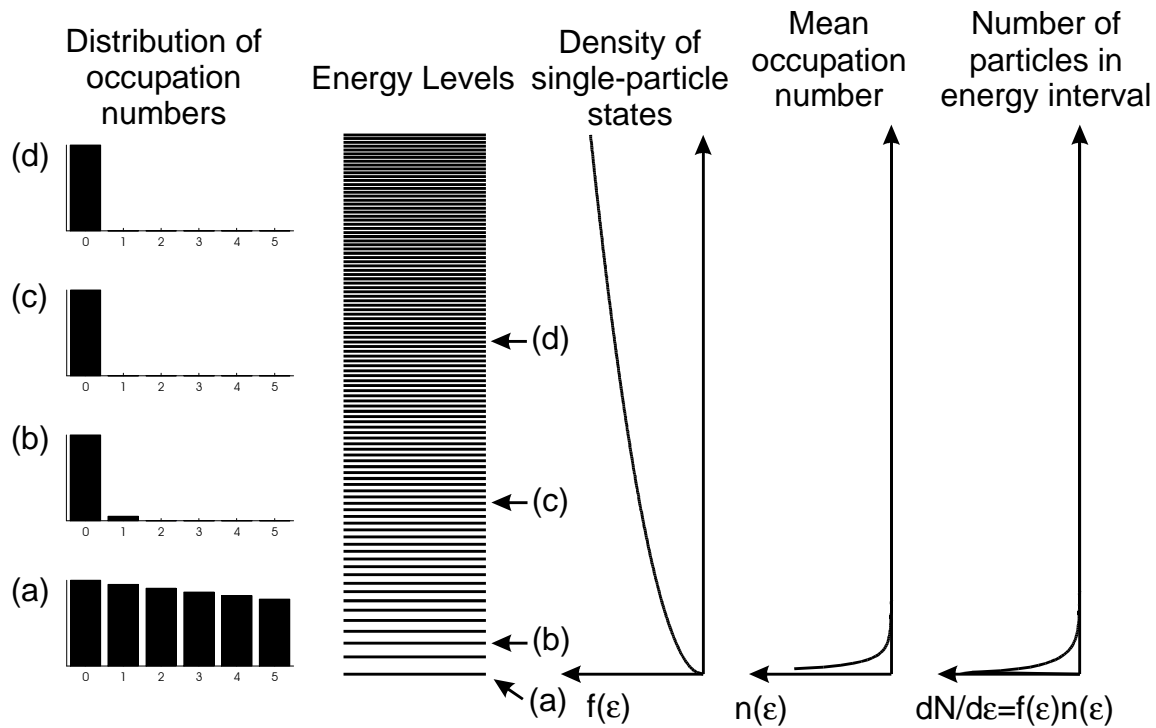 Distribution of
occupation
numbers
Energy Levels
Density of
single-particle
states
Mean
occupation
number
Number of
particles in
energy interval
(d)
0 1 2 3 4 5
(c)
0 1 2 3 4 5
(b)
0 1 2 3 4 5
(a)
0 1 2 3 4 5
(d)
(c)
(b)
(a)
f(ε)
n(ε)
dN/dε=f(ε)n(ε)